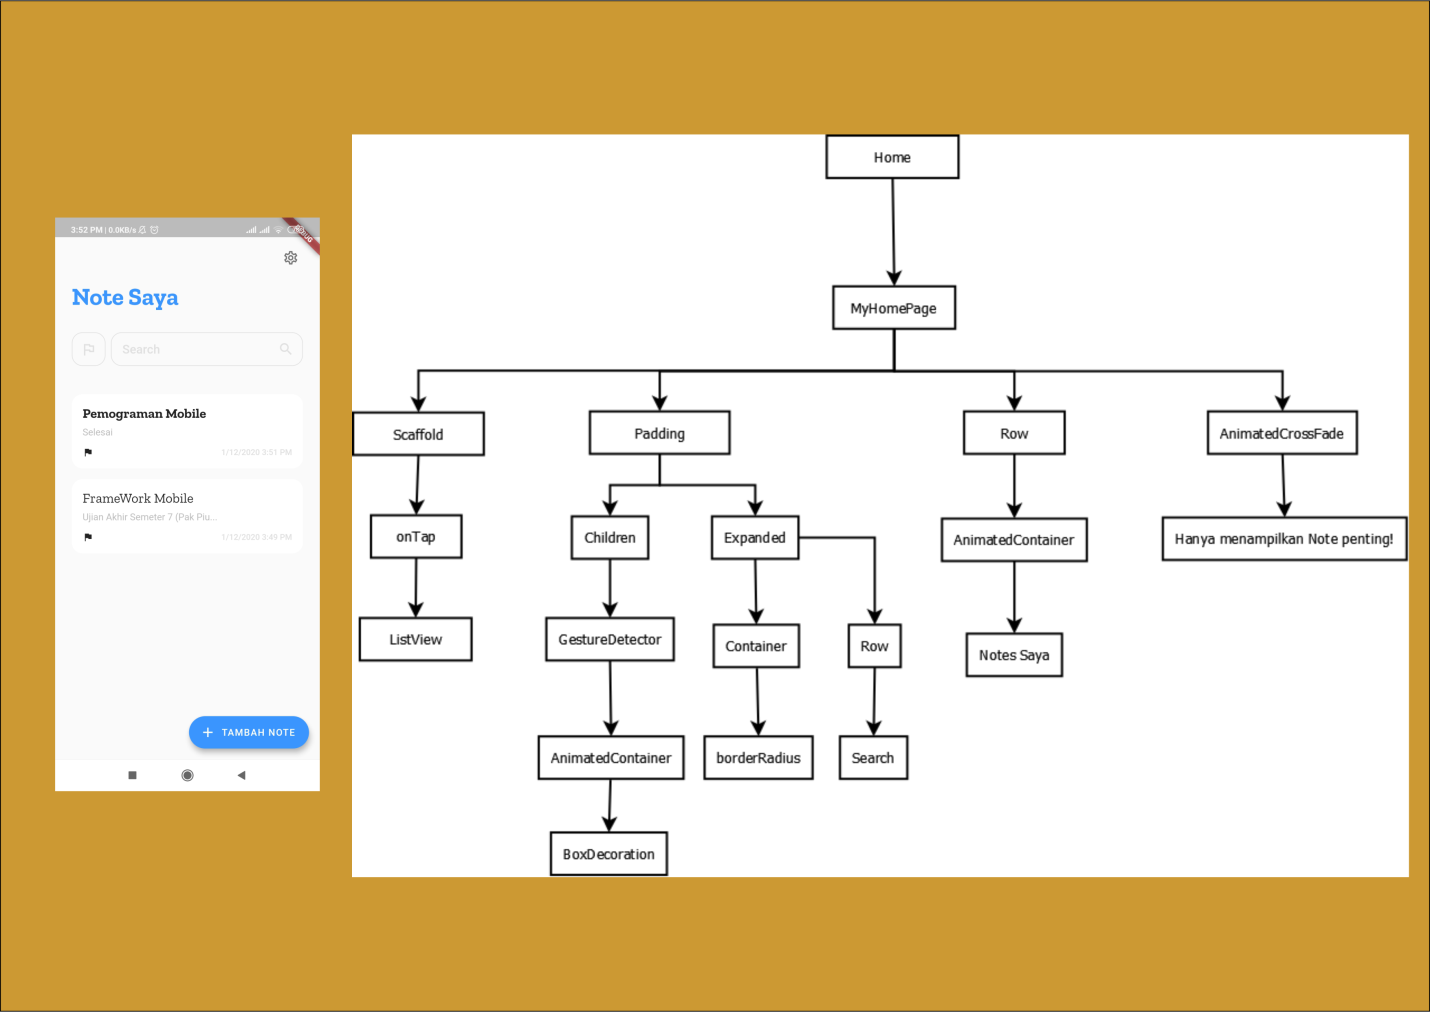 3:52 PM | 0.0KB/s
Note Saya
Search
Pemograman Mobile
Selesai
1/12/2020 3:51 PM
FrameWork Mobile
Ujian Akhir Semeter 7 (Pak Piu...
1/12/2020 3:49 PM
+ TAMBAH NOTE
Home
MyHomePage
Scaffold
Padding
Row
AnimatedCrossFade
onTap
Children
Expanded
AnimatedContainer
Hanya menampilkan Note penting!
ListView
GestureDetector
Container
Row
Notes Saya
AnimatedContainer
borderRadius
Search
BoxDecoration